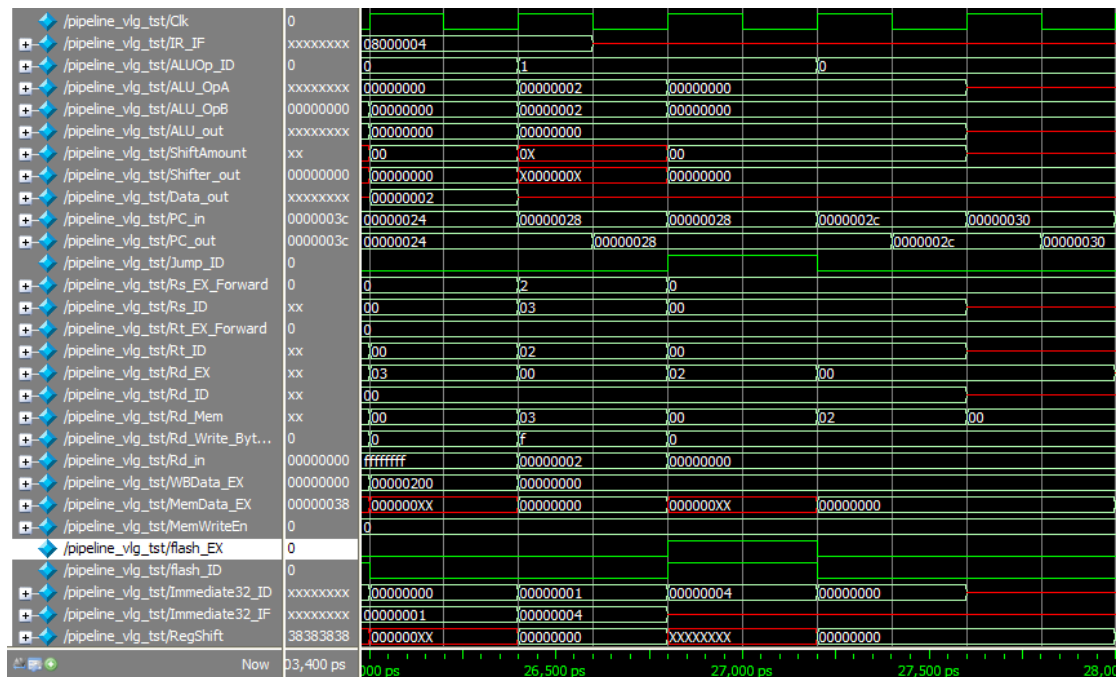 /pipeline_vlg_tst/Clk 0
/pipeline_vlg_tst/IR_IF xxxxxxxx 08000004
/pipeline_vlg_tst/ALUOp_ID 0 0 1 0
/pipeline_vlg_tst/ALU_OpA xxxxxxxx 00000000 00000002 00000000
/pipeline_vlg_tst/ALU_OpB 00000000 00000000 00000002 00000000
/pipeline_vlg_tst/ALU_out xxxxxxxx 00000000 00000000
/pipeline_vlg_tst/ShiftAmount xx 00 0X 00
/pipeline_vlg_tst/Shifter_out 00000000 00000000 X000000X 00000000
/pipeline_vlg_tst/Data_out xxxxxxxx 00000002
/pipeline_vlg_tst/PC_in 0000003c 00000024 00000028 00000028 0000002c 00000030
/pipeline_vlg_tst/PC_out 0000003c 00000024 00000028 0000002c 00000030
/pipeline_vlg_tst/Jump_ID 0
/pipeline_vlg_tst/Rs_EX_Forward 0 0 2 0
/pipeline_vlg_tst/Rs_ID xx 00 03 00
/pipeline_vlg_tst/Rt_EX_Forward 0 0
/pipeline_vlg_tst/Rt_ID xx 00 02 00
/pipeline_vlg_tst/Rd_EX xx 03 00 02 00
/pipeline_vlg_tst/Rd_ID xx 00
/pipeline_vlg_tst/Rd_Mem xx 00 03 00 02 00
/pipeline_vlg_tst/Rd_Write_Byt... 0 0 f 0
/pipeline_vlg_tst/Rd_in 00000000 ffffffff 00000002 00000000
/pipeline_vlg_tst/WBData_EX 00000000 00000200 00000000
/pipeline_vlg_tst/MemData_EX 00000038 000000XX 00000000 000000XX 00000000
/pipeline_vlg_tst/MemWriteEn 0 0
/pipeline_vlg_tst/flash_EX 0
/pipeline_vlg_tst/flash_ID 0
/pipeline_vlg_tst/Immediate32_ID xxxxxxxx 00000000 00000001 00000004 00000000
/pipeline_vlg_tst/Immediate32_IF xxxxxxxx 00000001 00000004
/pipeline_vlg_tst/RegShift 38383838 000000XX 00000000 XXXXXXXX 00000000
Now 03,400 ps 000 ps 26,500 ps 27,000 ps 27,500 ps 28,0